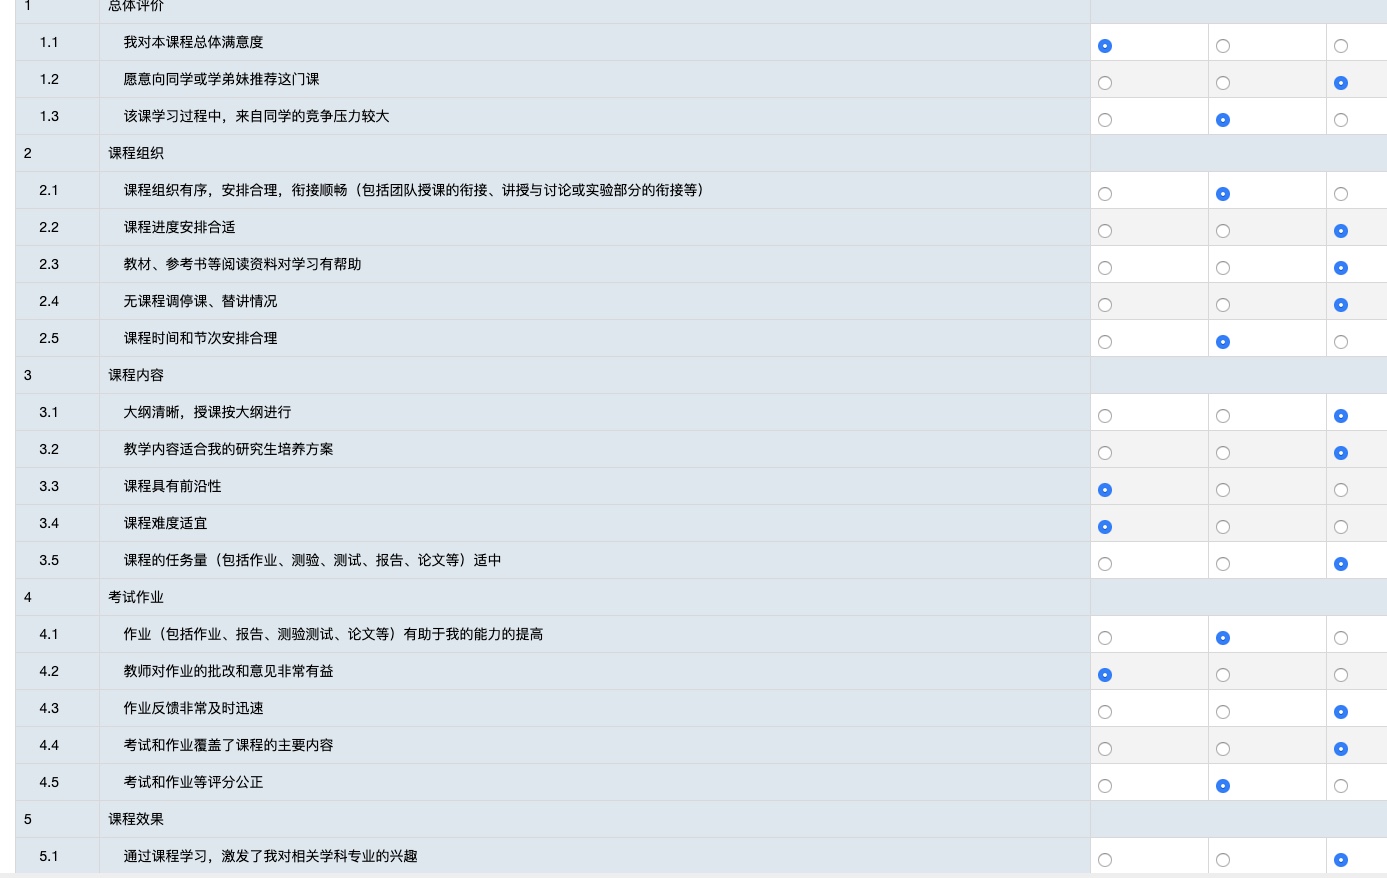 1 总体评价
1.1 我对本课程总体满意度
1.2 愿意向同学或学弟妹推荐这门课
1.3 该课学习过程中，来自同学的竞争压力较大
2 课程组织
2.1 课程组织有序，安排合理，衔接顺畅（包括团队授课的衔接、讲授与讨论或实验部分的衔接等）
2.2 课程进度安排合适
2.3 教材、参考书等阅读资料对学习有帮助
2.4 无课程调停课、替讲情况
2.5 课程时间和节次安排合理
3 课程内容
3.1 大纲清晰，授课按大纲进行
3.2 教学内容适合我的研究生培养方案
3.3 课程具有前沿性
3.4 课程难度适宜
3.5 课程的任务量（包括作业、测验、测试、报告、论文等）适中
4 考试作业
4.1 作业（包括作业、报告、测验测试、论文等）有助于我的能力的提高
4.2 教师对作业的批改和意见非常有益
4.3 作业反馈非常及时迅速
4.4 考试和作业覆盖了课程的主要内容
4.5 考试和作业等评分公正
5 课程效果
5.1 通过课程学习，激发了我对相关学科专业的兴趣